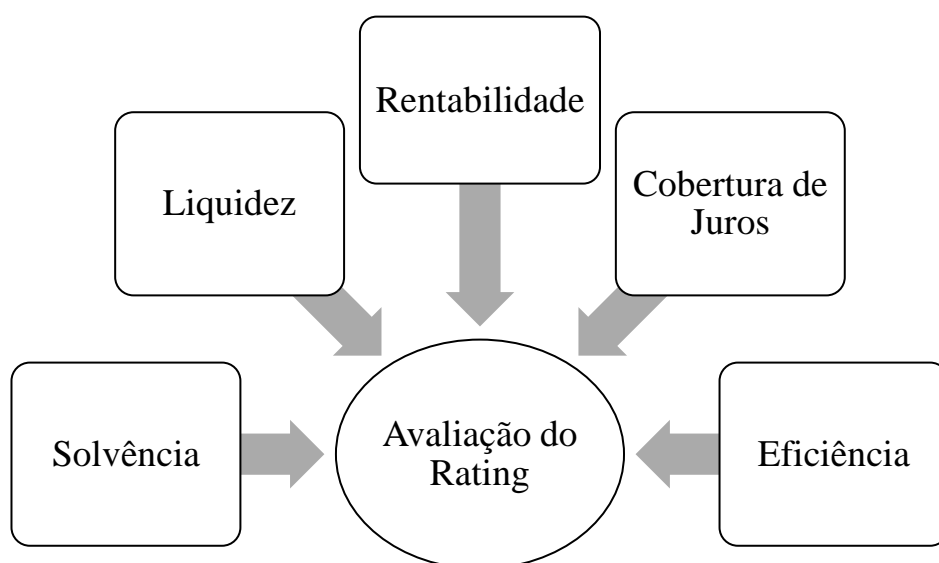 Rentabilidade
Liquidez
Cobertura de
Juros
Solvência
Avaliação do
Rating
Eficiência